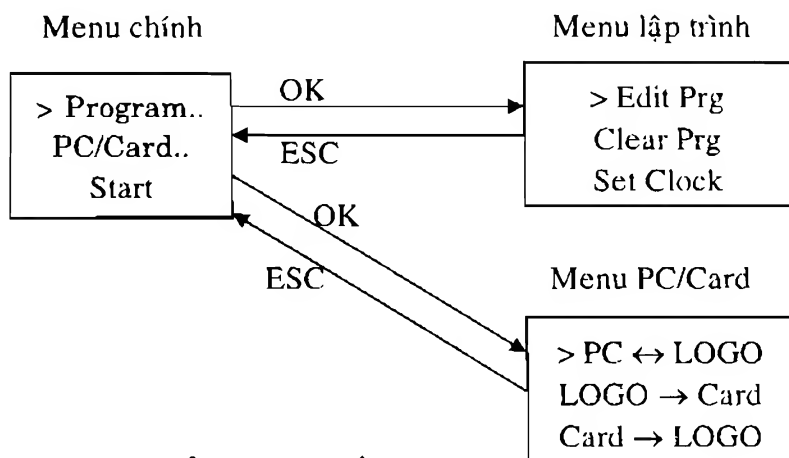 Menu chính
> Program..
PC/Card..
Start
OK
ESC
Menu lập trình
> Edit Prg
Clear Prg
Set Clock
OK
ESC
Menu PC/Card
> PC ↔ LOGO
LOGO → Card
Card → LOGO